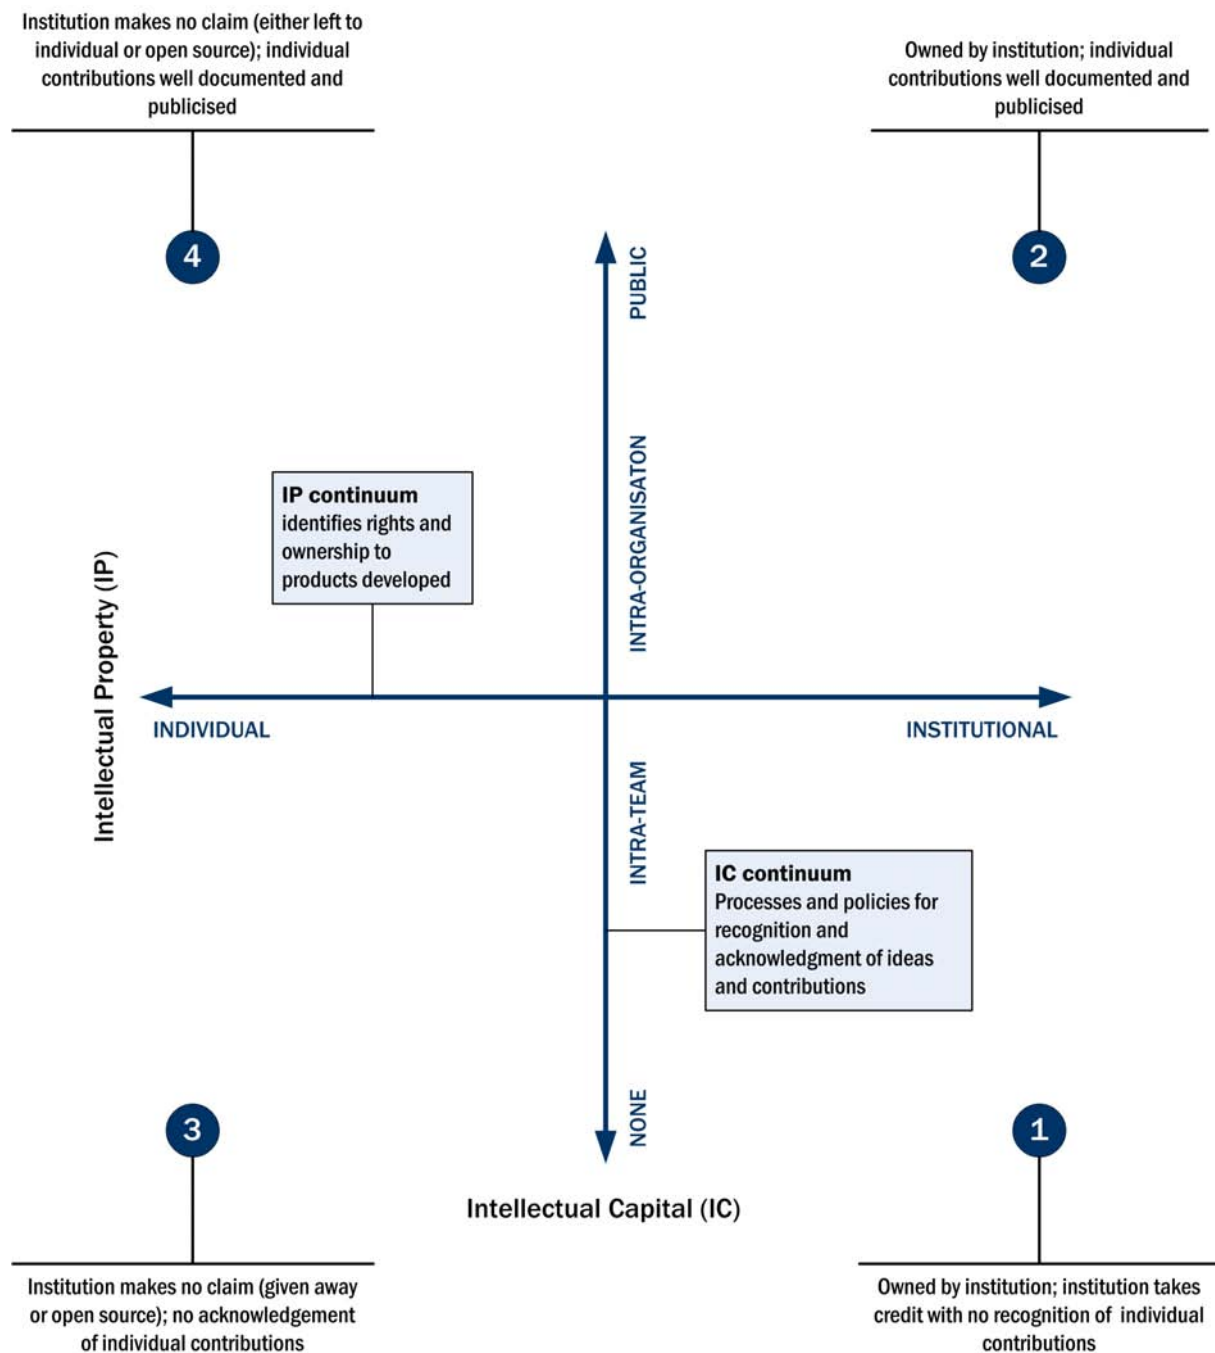 Institution makes no claim (either left to
individual or open source); individual
contributions well documented and
publicised
Owned by institution; individual
contributions well documented and
publicised
4
2
PUBLIC
INTRA-ORGANISATON
IP continuum
identifies rights and
ownership to
products developed
Intellectual Property (IP)
INDIVIDUAL
INSTITUTIONAL
INTRA-TEAM
IC continuum
Processes and policies for
recognition and
acknowledgment of ideas
and contributions
NONE
3
1
Intellectual Capital (IC)
Institution makes no claim (given away
or open source); no acknowledgement
of individual contributions
Owned by institution; institution takes
credit with no recognition of individual
contributions